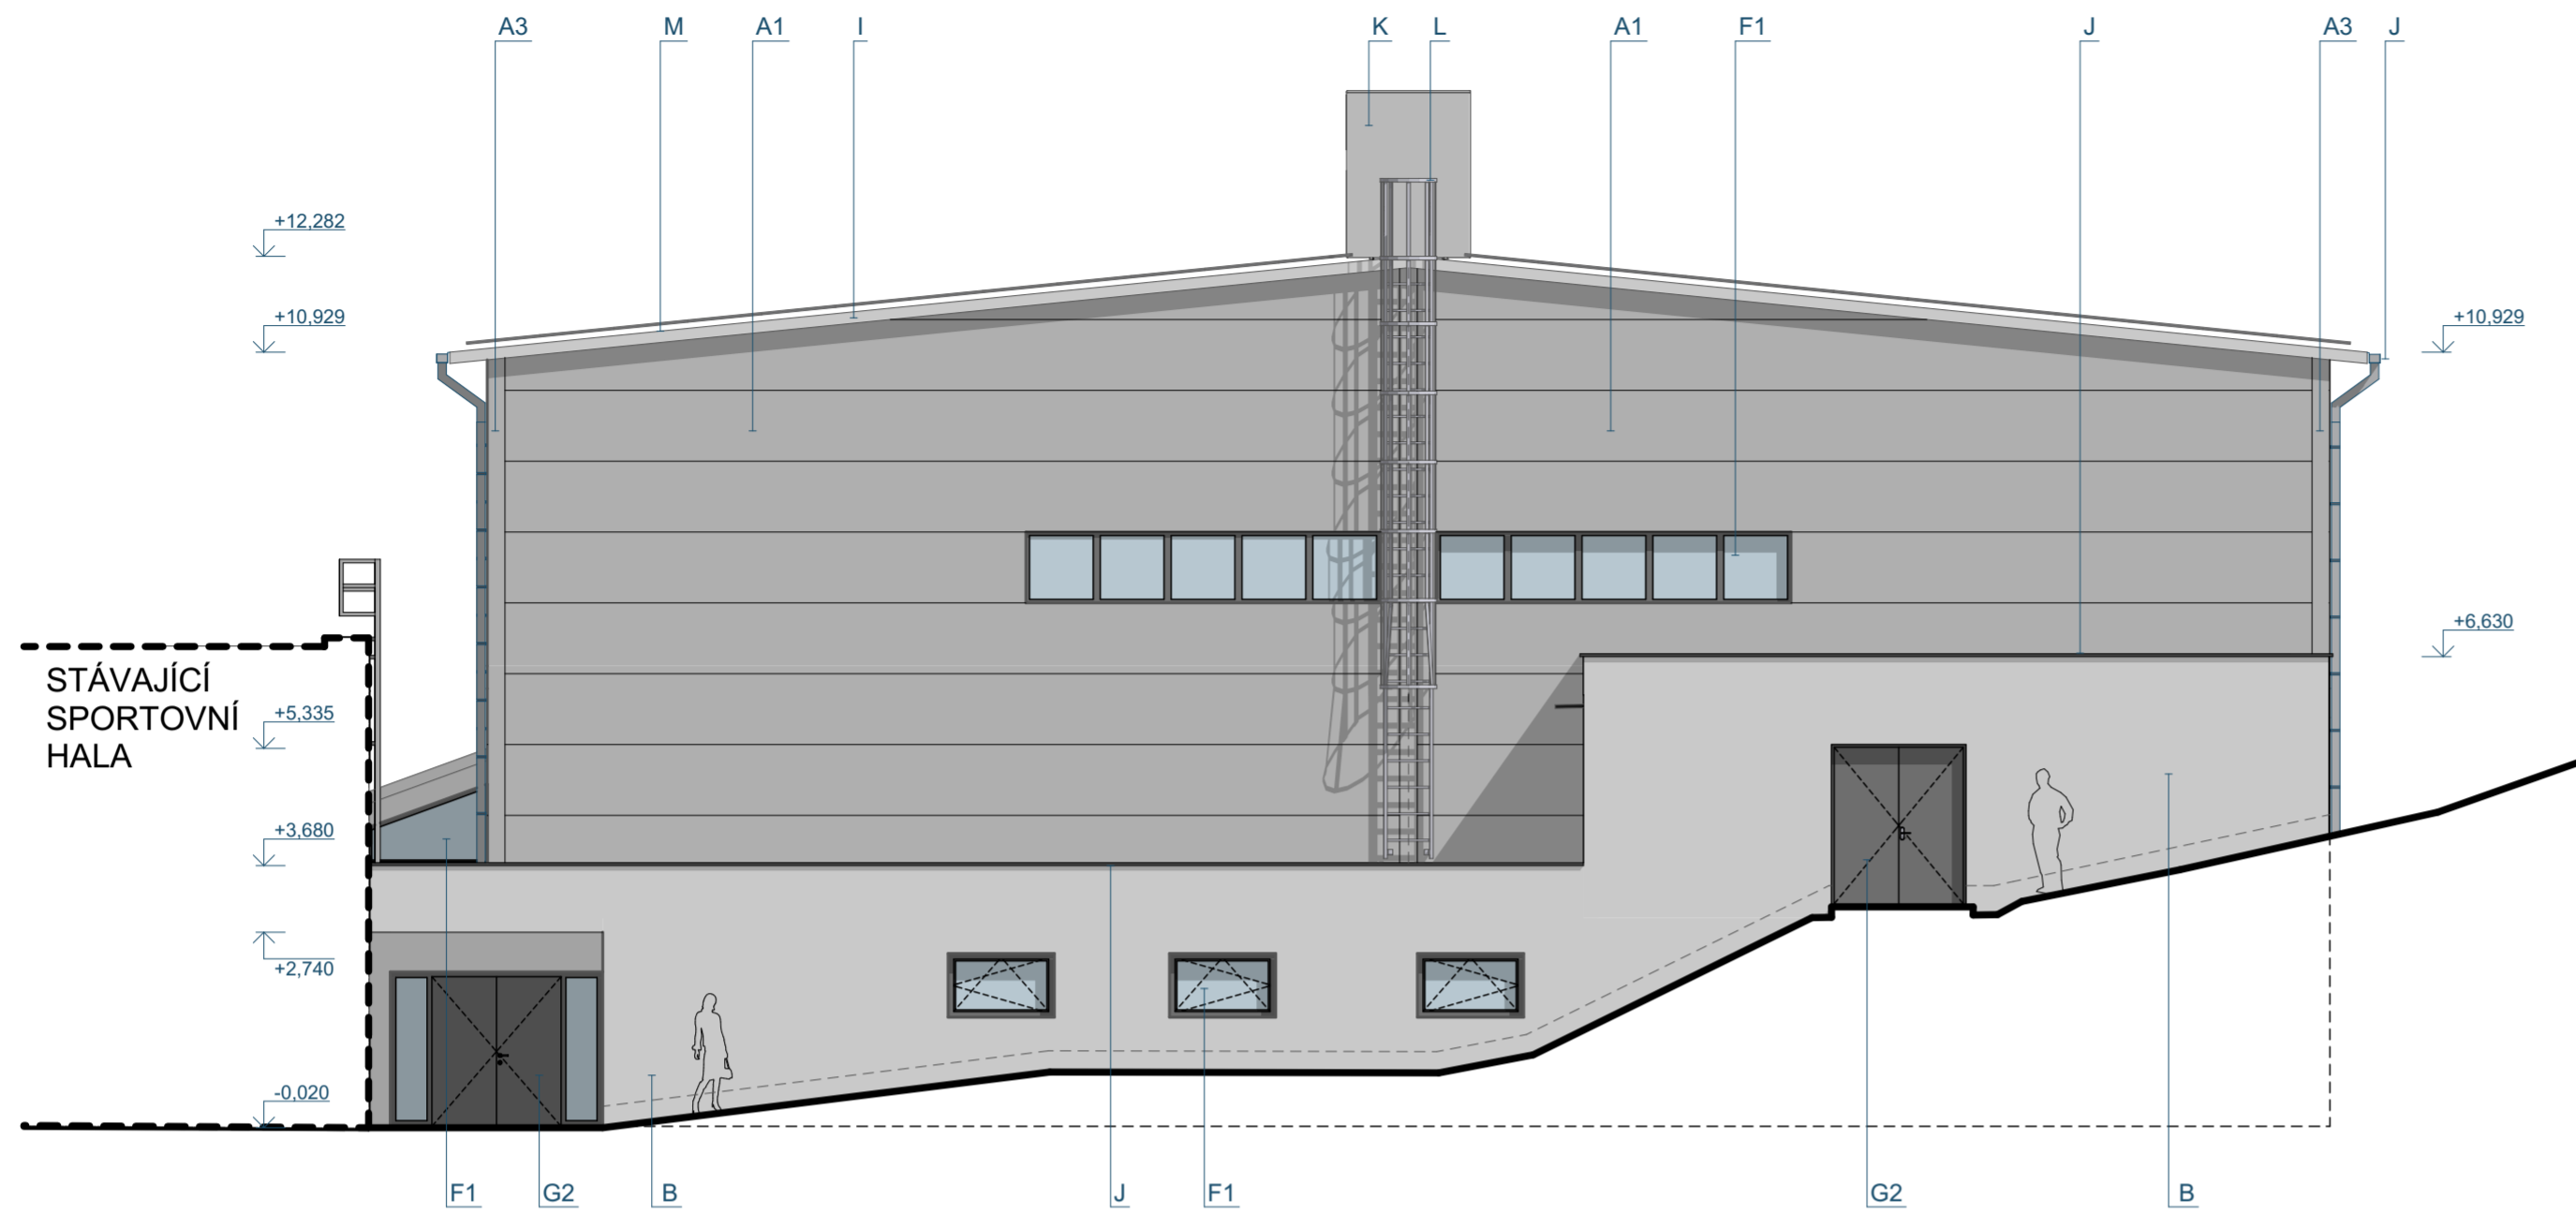 A3 M A1 I K L A1 F1 J A3 J
+12,282
+10,929 +10,929
+6,630
STÁVAJÍCÍ
SPORTOVNÍ
HALA
+5,335
+3,680
+2,740
-0,020
F1 G2 B J F1 G2 B